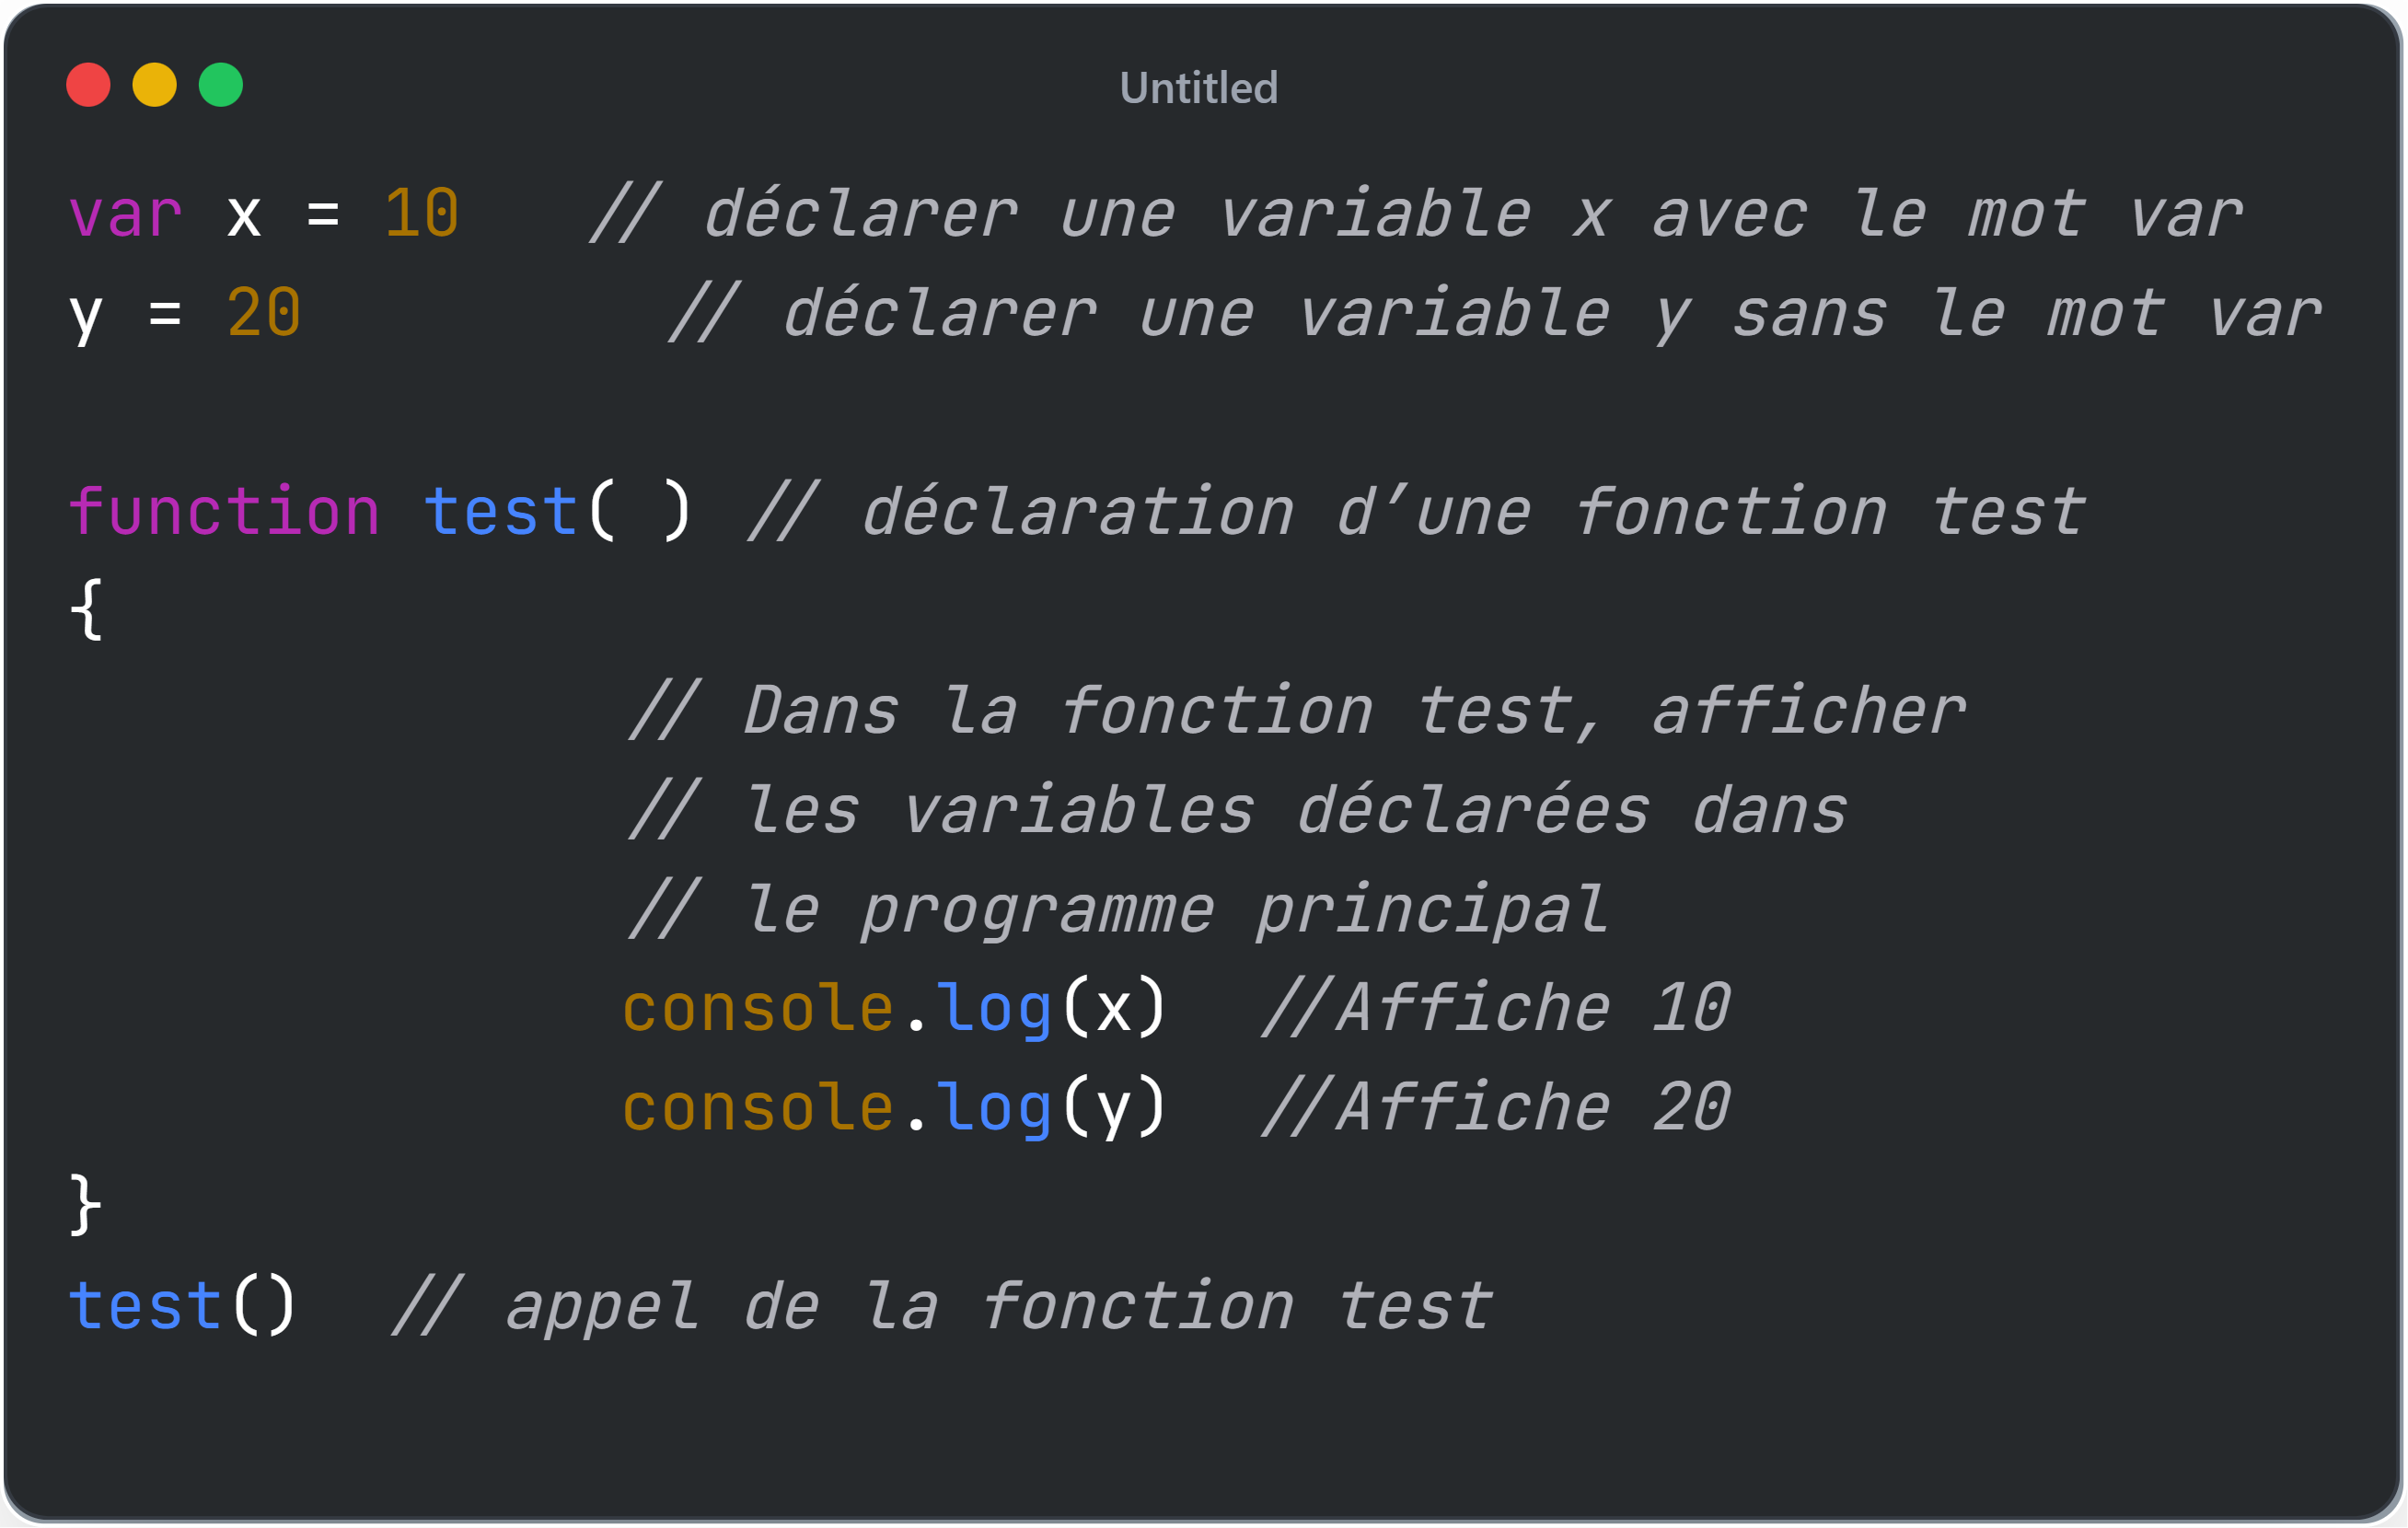 Untitled
var x = 10   // déclarer une variable x avec le mot var
y = 20         // déclarer une variable y sans le mot var
function test( ) // déclaration d’une fonction test
{
              // Dans la fonction test, afficher
              // les variables déclarées dans
              // le programme principal
              console.log(x)  //Affiche 10
              console.log(y)  //Affiche 20
}
test()  // appel de la fonction test